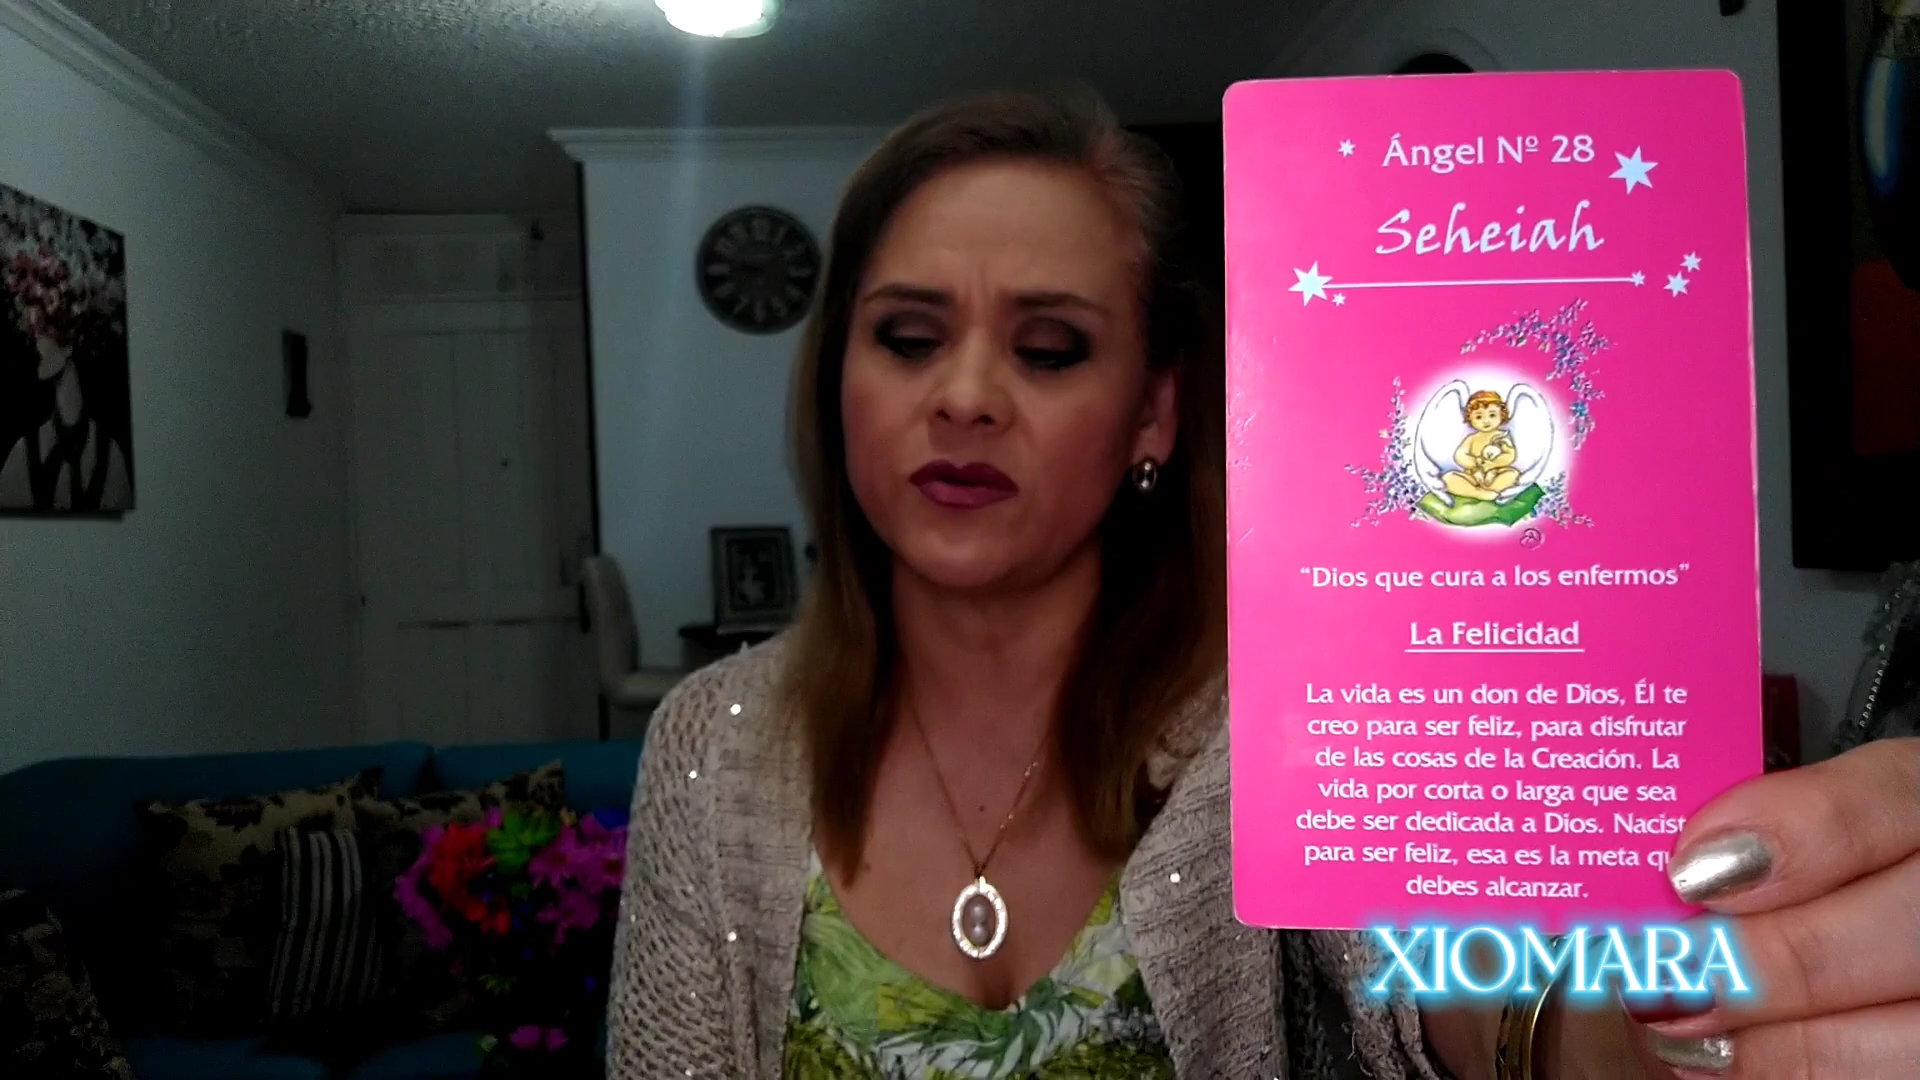 Ángel Nº 28
Seheiah
“Dios que cura a los enfermos”
La Felicidad
La vida es un don de Dios, Él te
creo para ser feliz, para disfrutar
de las cosas de la Creación. La
vida por corta o larga que sea
debe ser dedicada a Dios. Nacist
para ser feliz, esa es la meta qu
debes alcanzar.
XIOMARA